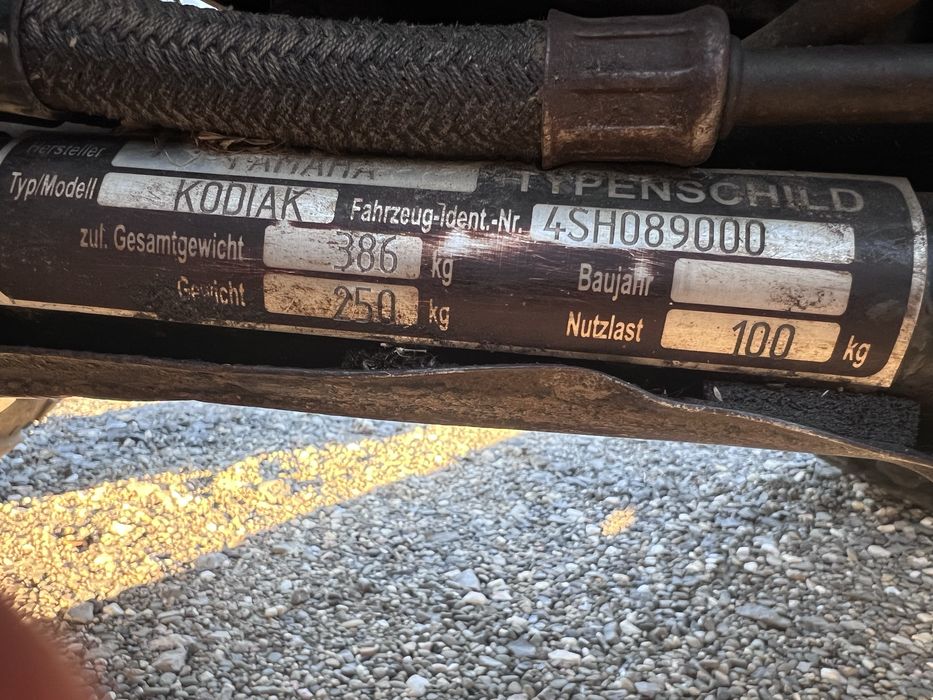 Hersteller YAMAHA TYPENSCHILD
Typ/Modell KODIAK Fahrzeug-Ident.-Nr. 4SH089000
zul. Gesamtgewicht 386 kg Baujahr
Gewicht 250 kg Nutzlast 100 kg